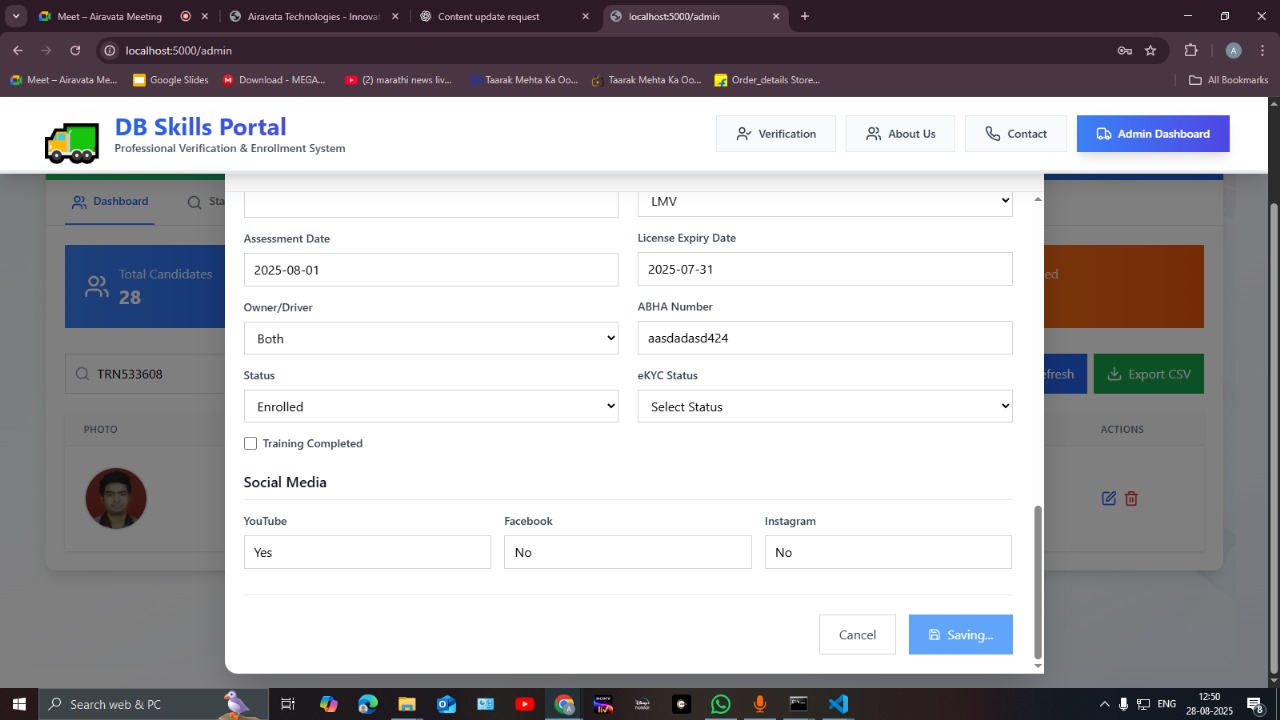 Meet – Airavata Me
Airavata Technologies - Innovat
Content update request
localhost:5000/admin
localhost:5000/admin
A
Meet – Airavata Me...
Google Slides
Download - MEGA...
(2) marathi news liv...
Taarak Mehta Ka Oo...
Taarak Mehta Ka Oo...
Order_details Store...
All Bookmarks
DB Skills Portal
Professional Verification & Enrollment System
Verification
About Us
Contact
Admin Dashboard
Dashboard
Sta
LMV
Assessment Date
License Expiry Date
2025-08-01
2025-07-31
Total Candidates
28
ed
Owner/Driver
ABHA Number
Both
aasdadasd424
TRN533608
efresh
Export CSV
Status
eKYC Status
Enrolled
Select Status
PHOTO
ACTIONS
Training Completed
Social Media
YouTube
Facebook
Instagram
Yes
No
No
Cancel
Saving...
Search web & PC
ENG
12:50
28-08-2025